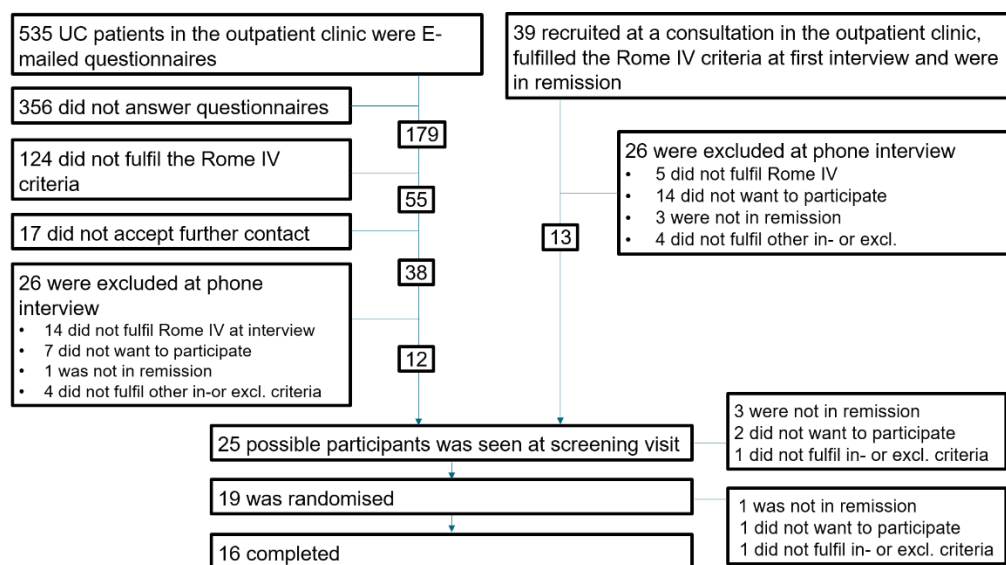 535 UC patients in the outpatient clinic were E-
mailed questionnaires
39 recruited at a consultation in the outpatient clinic,
fulfilled the Rome IV criteria at first interview and were
in remission
356 did not answer questionnaires
179
124 did not fulfil the Rome IV
criteria
55
17 did not accept further contact
38
26 were excluded at phone
interview
• 14 did not fulfil Rome IV at interview
• 7 did not want to participate
• 1 was not in remission
• 4 did not fulfil other in-or excl. criteria
12
26 were excluded at phone interview
• 5 did not fulfil Rome IV
• 14 did not want to participate
• 3 were not in remission
• 4 did not fulfil other in- or excl.
13
25 possible participants was seen at screening visit
3 were not in remission
2 did not want to participate
1 did not fulfil in- or excl. criteria
19 was randomised
1 was not in remission
1 did not want to participate
1 did not fulfil in- or excl. criteria
16 completed